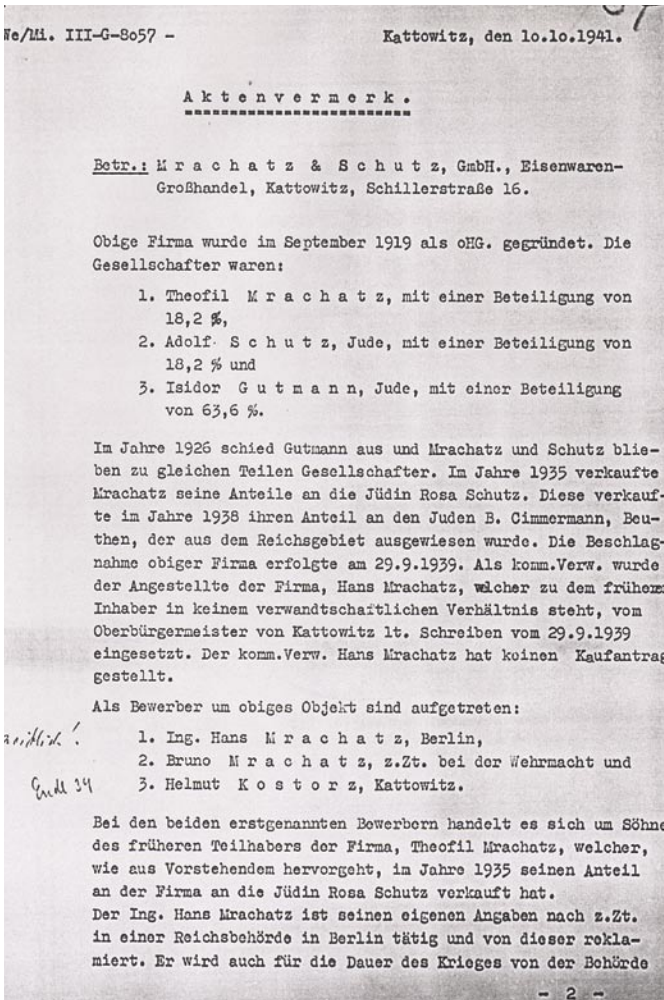 We/Mi. III-G-8057 - Kattowitz, den 10.10.1941.
A k t e n v e r m e r k .
Betr.: M r a c h a t z & S c h u t z, GmbH., Eisenwaren-
Großhandel, Kattowitz, Schillerstraße 16.
Obige Firma wurde im September 1919 als oHG. gegründet. Die
Gesellschafter waren:
1. Theofil M r a c h a t z, mit einer Beteiligung von
18,2 %,
2. Adolf S c h u t z, Jude, mit einer Beteiligung von
18,2 % und
3. Isidor G u t m a n n, Jude, mit einer Beteiligung
von 63,6 %.
Im Jahre 1926 schied Gutmann aus und Mrachatz und Schutz blie-
ben zu gleichen Teilen Gesellschafter. Im Jahre 1935 verkaufte
Mrachatz seine Anteile an die Jüdin Rosa Schutz. Diese verkauf-
te im Jahre 1938 ihren Anteil an den Juden B. Cimmermann, Beu-
then, der aus dem Reichsgebiet ausgewiesen wurde. Die Beschlag-
nahme obiger Firma erfolgte am 29.9.1939. Als komm.Verw. wurde
der Angestellte der Firma, Hans Mrachatz, welcher zu dem früheren
Inhaber in keinem verwandtschaftlichen Verhältnis steht, vom
Oberbürgermeister von Kattowitz lt. Schreiben vom 29.9.1939
eingesetzt. Der komm.Verw. Hans Mrachatz hat keinen Kaufantrag
gestellt.
Als Bewerber um obiges Objekt sind aufgetreten:
1. Ing. Hans M r a c h a t z, Berlin,
2. Bruno M r a c h a t z, z.Zt. bei der Wehrmacht und
Ende 39
3. Helmut K o s t o r z, Kattowitz.
Bei den beiden erstgenannten Bewerbern handelt es sich um Söhne
des früheren Teilhabers der Firma, Theofil Mrachatz, welcher,
wie aus Vorstehendem hervorgeht, im Jahre 1935 seinen Anteil
an der Firma an die Jüdin Rosa Schutz verkauft hat.
Der Ing. Hans Mrachatz ist seinen eigenen Angaben nach z.Zt.
in einer Reichsbehörde in Berlin tätig und von dieser rekla-
miert. Er wird auch für die Dauer des Krieges von der Behörde
- 2 -